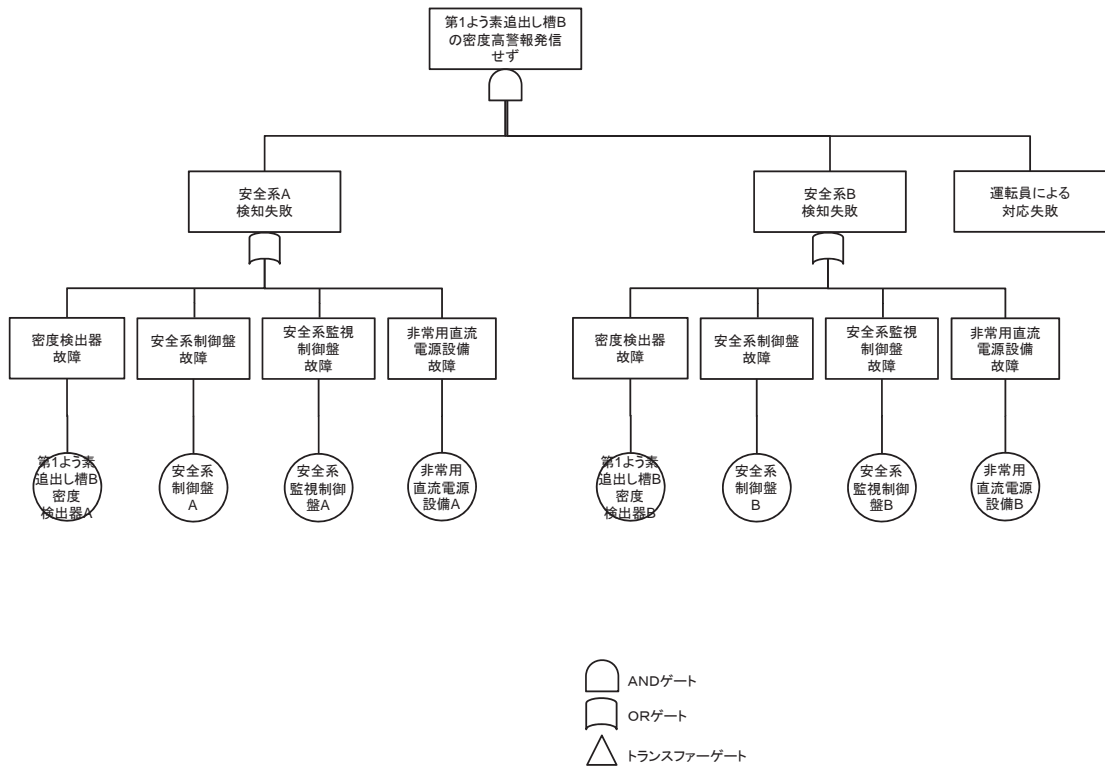 第1よう素追出し槽B
の密度高警報発信
せず
安全系A
検知失敗
安全系B
検知失敗
運転員による
対応失敗
密度検出器
故障
安全系制御盤
故障
安全系監視
制御盤
故障
非常用直流
電源設備
故障
密度検出器
故障
安全系制御盤
故障
安全系監視
制御盤
故障
非常用直流
電源設備
故障
第1よう素
追出し槽B
密度
検出器A
安全系
制御盤
A
安全系
監視制御
盤A
非常用
直流電源
設備A
第1よう素
追出し槽B
密度
検出器B
安全系
制御盤
B
安全系
監視制御
盤B
非常用
直流電源
設備B
ANDゲート
ORゲート
トランスファーゲート